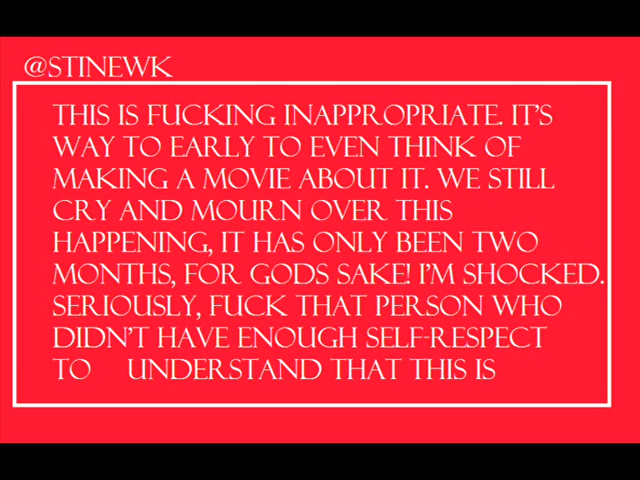 @STINEWK
THIS IS FUCKING INAPPROPRIATE. IT'S
WAY TO EARLY TO EVEN THINK OF
MAKING A MOVIE ABOUT IT. WE STILL
CRY AND MOURN OVER THIS
HAPPENING, IT HAS ONLY BEEN TWO
MONTHS, FOR GODS SAKE! I'M SHOCKED.
SERIOUSLY, FUCK THAT PERSON WHO
DIDN'T HAVE ENOUGH SELF-RESPECT
TO UNDERSTAND THAT THIS IS